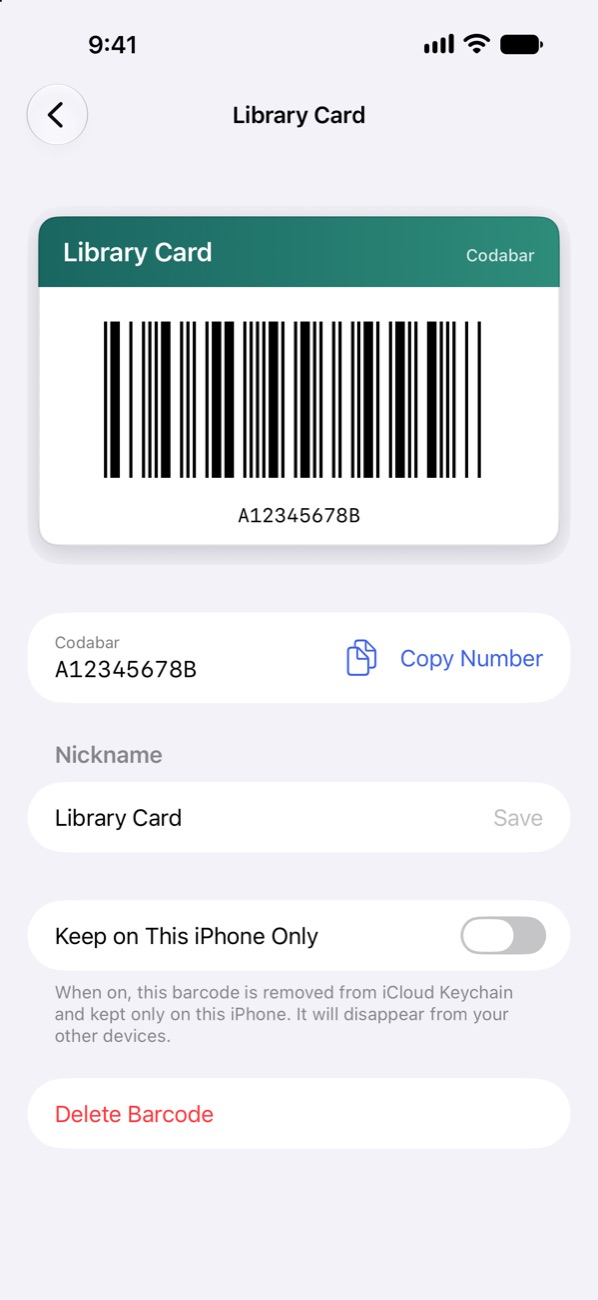 9:41
Library Card
Library Card
Codabar
A12345678B
Codabar
A12345678B
Copy Number
Nickname
Library Card
Save
Keep on This iPhone Only
When on, this barcode is removed from iCloud Keychain
and kept only on this iPhone. It will disappear from your
other devices.
Delete Barcode